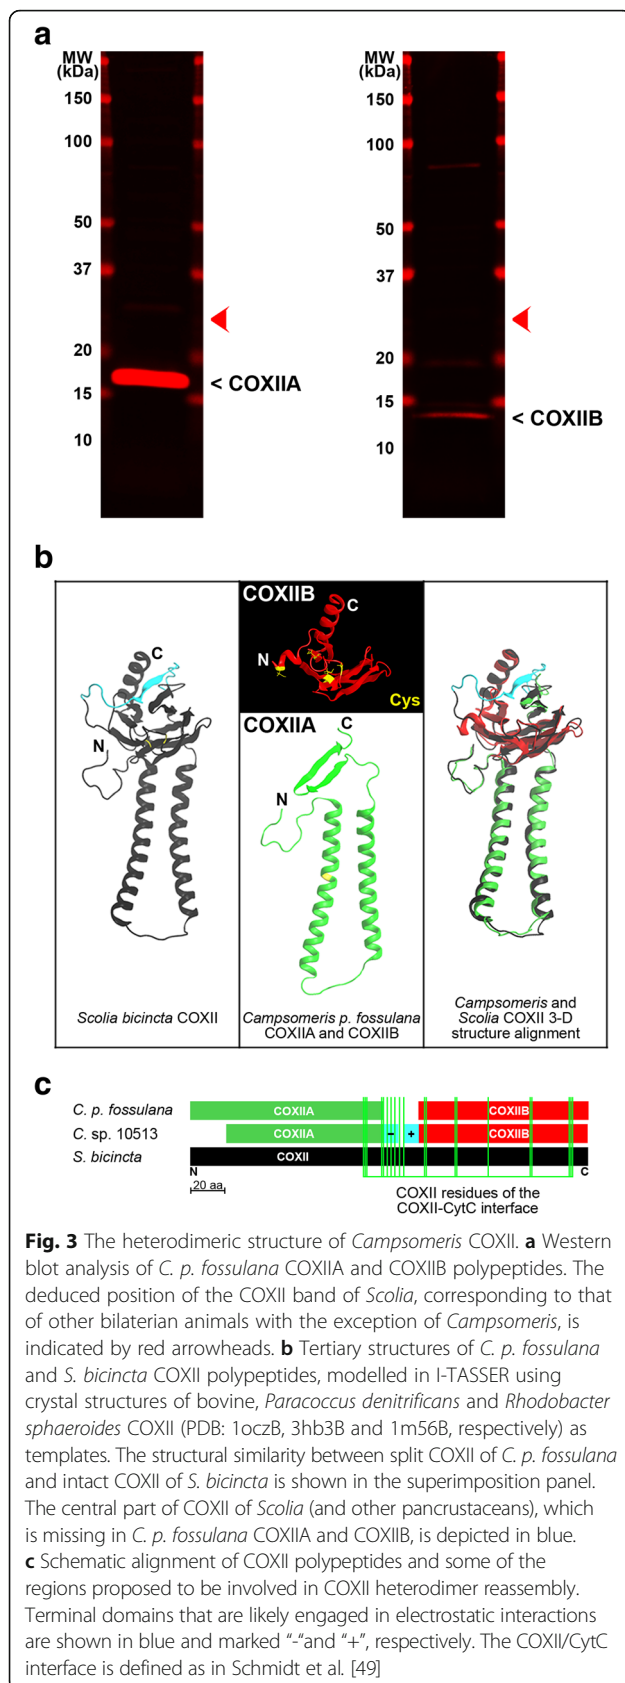 a
MW
(kDa)
150
100
50
37
20
15
10
< COXIIA
MW
(kDa)
150
100
50
37
20
15
10
< COXIIB
b
C
N
Scolia bicincta COXII
COXIIB
C
N
Cys
COXIIA
C
N
Campsomeris p. fossulana
COXIIA and COXIIB
Campsomeris and
Scolia COXII 3-D
structure alignment
c
C. p. fossulana COXIIA COXIIB
C. sp. 10513 COXIIA - + COXIIB
S. bicincta COXII
N C
20 aa
COXII residues of the
COXII-CytC interface
Fig. 3 The heterodimeric structure of Campsomeris COXII. a Western
blot analysis of C. p. fossulana COXIIA and COXIIB polypeptides. The
deduced position of the COXII band of Scolia, corresponding to that
of other bilaterian animals with the exception of Campsomeris, is
indicated by red arrowheads. b Tertiary structures of C. p. fossulana
and S. bicincta COXII polypeptides, modelled in I-TASSER using
crystal structures of bovine, Paracoccus denitrificans and Rhodobacter
sphaeroides COXII (PDB: 1oczB, 3hb3B and 1m56B, respectively) as
templates. The structural similarity between split COXII of C. p. fossulana
and intact COXII of S. bicincta is shown in the superimposition panel.
The central part of COXII of Scolia (and other pancrustaceans), which
is missing in C. p. fossulana COXIIA and COXIIB, is depicted in blue.
c Schematic alignment of COXII polypeptides and some of the
regions proposed to be involved in COXII heterodimer reassembly.
Terminal domains that are likely engaged in electrostatic interactions
are shown in blue and marked “-“and “+”, respectively. The COXII/CytC
interface is defined as in Schmidt et al. [49]